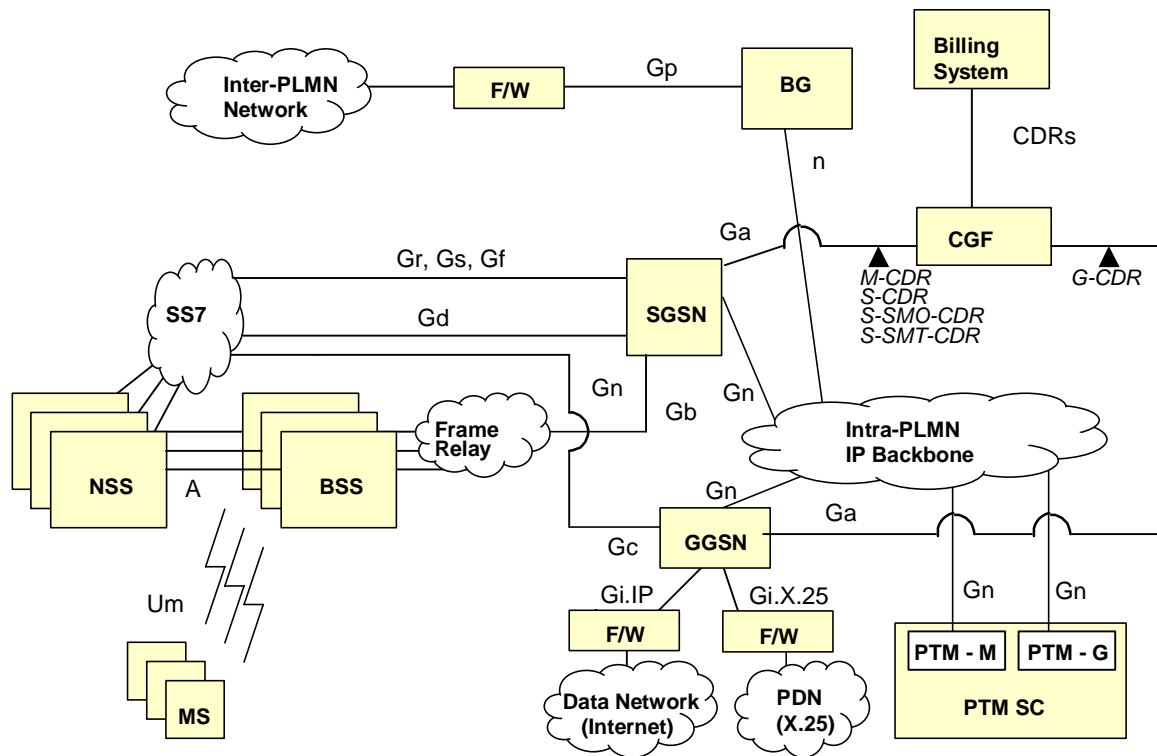 Billing
System
Inter-PLMN
Network
F/W
Gp
BG
CDRs
n
Ga
CGF
Gr, Gs, Gf
M-CDR
S-CDR
S-SMO-CDR
S-SMT-CDR
G-CDR
SS7
SGSN
Gd
Gn
Gn
Gb
Frame
Relay
Intra-PLMN
IP Backbone
NSS
A
BSS
Gn
Ga
GGSN
Gc
Um
Gi.IP
Gi.X.25
Gn
Gn
F/W
F/W
PTM - M
PTM - G
MS
Data Network
(Internet)
PDN
(X.25)
PTM SC